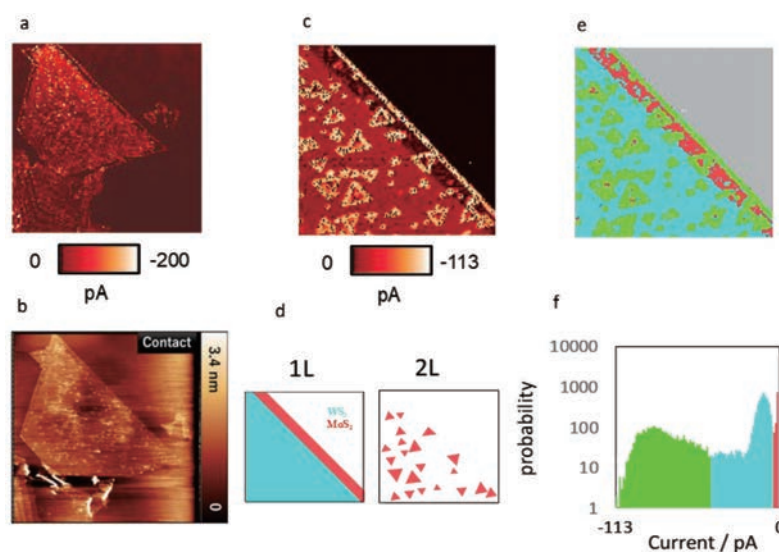 a
c
e
0
-200
pA
0
-113
pA
b
Contact
3.4 nm
0
d
1L
2L
WS₂
MoS₂
f
probability
10000
1000
100
10
1
-113
0
Current / pA